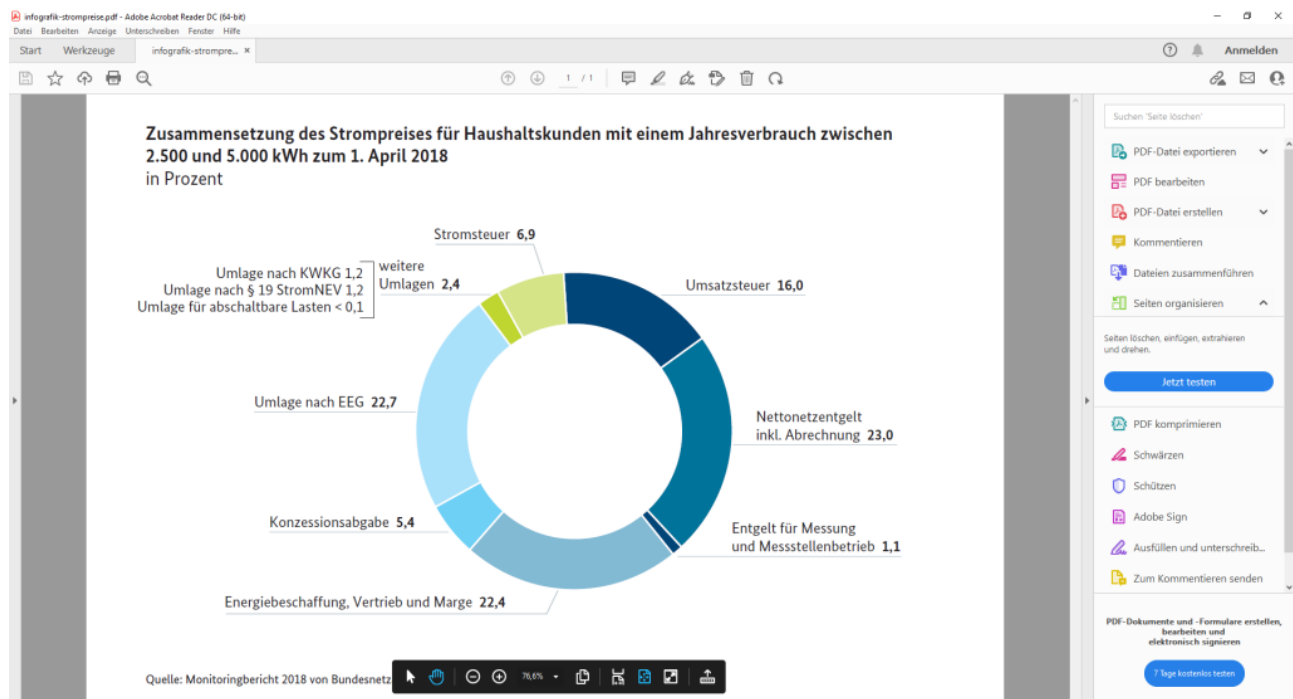 infografik-strompreise.pdf - Adobe Acrobat Reader DC (64-bit)
Datei Bearbeiten Anzeige Unterschreiben Fenster Hilfe
Start Werkzeuge infografik-strompre... ×
Anmelden
1 / 1
Zusammensetzung des Strompreises für Haushaltskunden mit einem Jahresverbrauch zwischen
2.500 und 5.000 kWh zum 1. April 2018
in Prozent
Stromsteuer 6,9
Umlage nach KWKG 1,2
Umlage nach § 19 StromNEV 1,2
Umlage für abschaltbare Lasten < 0,1
weitere
Umlagen 2,4
Umsatzsteuer 16,0
Umlage nach EEG 22,7
Nettonetzentgelt
inkl. Abrechnung 23,0
Konzessionsabgabe 5,4
Entgelt für Messung
und Messstellenbetrieb 1,1
Energiebeschaffung, Vertrieb und Marge 22,4
Quelle: Monitoringbericht 2018 von Bundesnetz
76,6%
Suchen 'Seite löschen'
PDF-Datei exportieren
PDF bearbeiten
PDF-Datei erstellen
Kommentieren
Dateien zusammenführen
Seiten organisieren
Seiten löschen, einfügen, extrahieren
und drehen.
Jetzt testen
PDF komprimieren
Schwärzen
Schützen
Adobe Sign
Ausfüllen und unterschreib...
Zum Kommentieren senden
PDF-Dokumente und -Formulare erstellen,
bearbeiten und
elektronisch signieren
7 Tage kostenlos testen